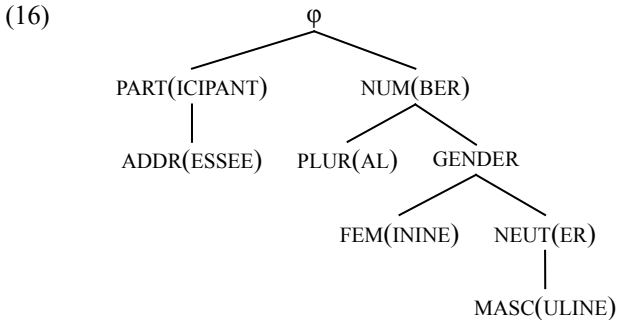 (16) φ
PART(ICIPANT) NUM(BER)
ADDR(ESSEE) PLUR(AL) GENDER
FEM(ININE) NEUT(ER)
MASC(ULINE)